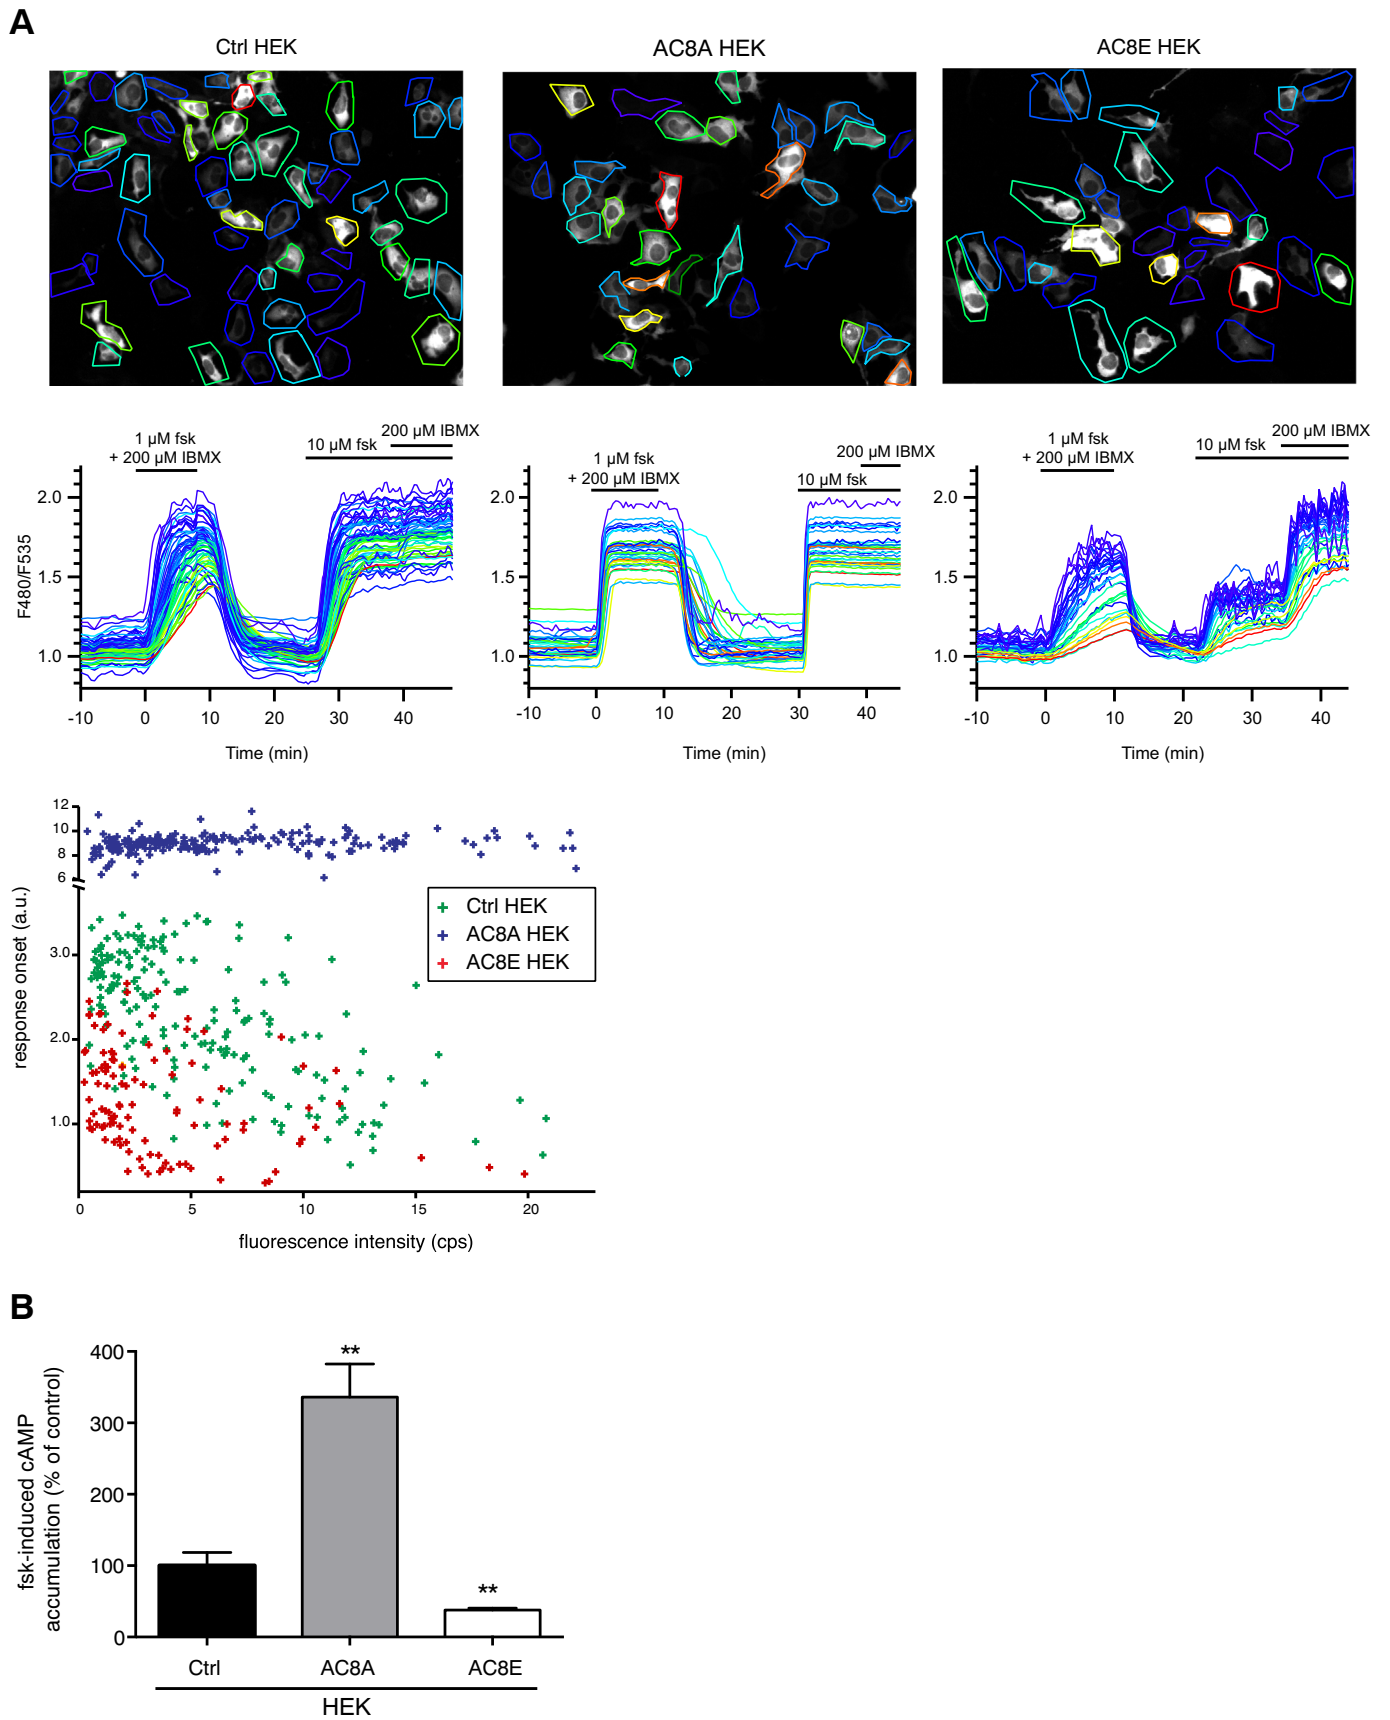 A
Ctrl HEK
AC8A HEK
AC8E HEK
1 µM fsk
+ 200 µM IBMX
10 µM fsk
200 µM IBMX
F480/F535
2.0
1.5
1.0
-10
0
10
20
30
40
Time (min)
1 µM fsk
+ 200 µM IBMX
200 µM IBMX
10 µM fsk
2.0
1.5
1.0
-10
0
10
20
30
40
Time (min)
1 µM fsk
+ 200 µM IBMX
200 µM IBMX
10 µM fsk
2.0
1.5
1.0
-10
0
10
20
30
40
Time (min)
response onset (a.u.)
12
10
8
6
3.0
2.0
1.0
0
5
10
15
20
fluorescence intensity (cps)
Ctrl HEK
AC8A HEK
AC8E HEK
B
fsk-induced cAMP
accumulation (% of control)
400
300
200
100
0
**
**
Ctrl
AC8A
AC8E
HEK